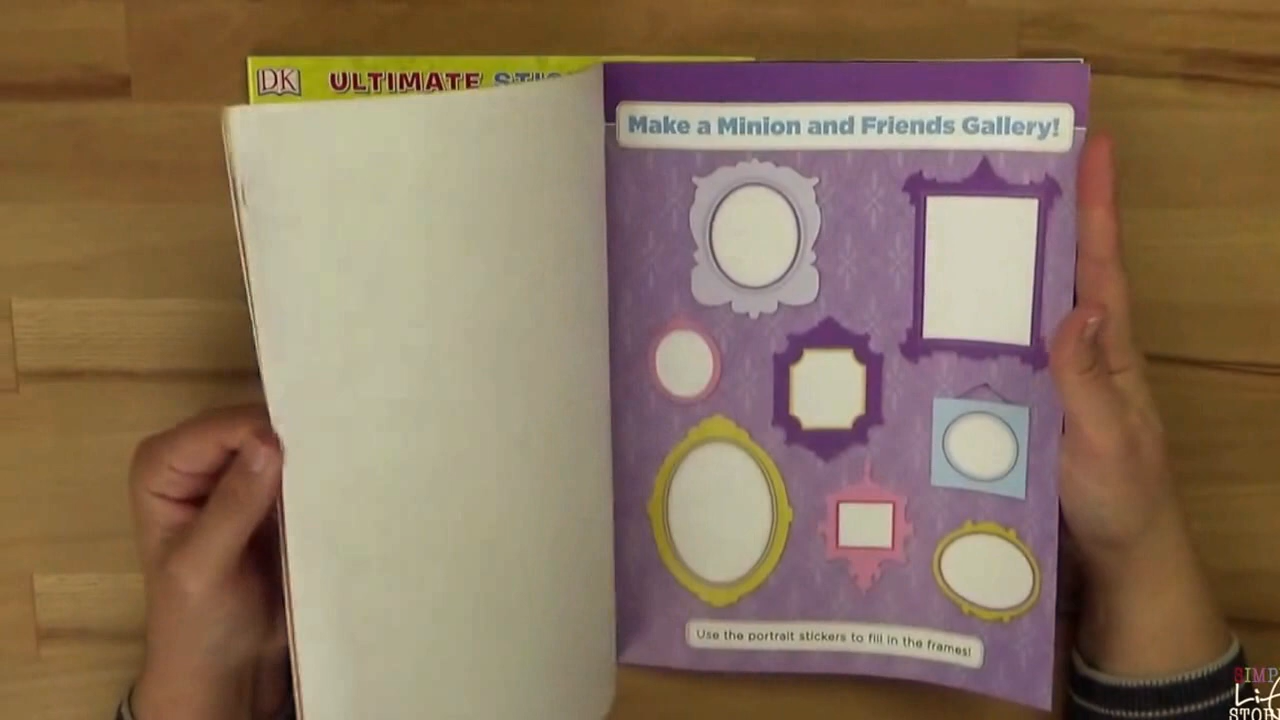 DK ULTIMATE
Make a Minion and Friends Gallery!
Use the portrait stickers to fill in the frames!